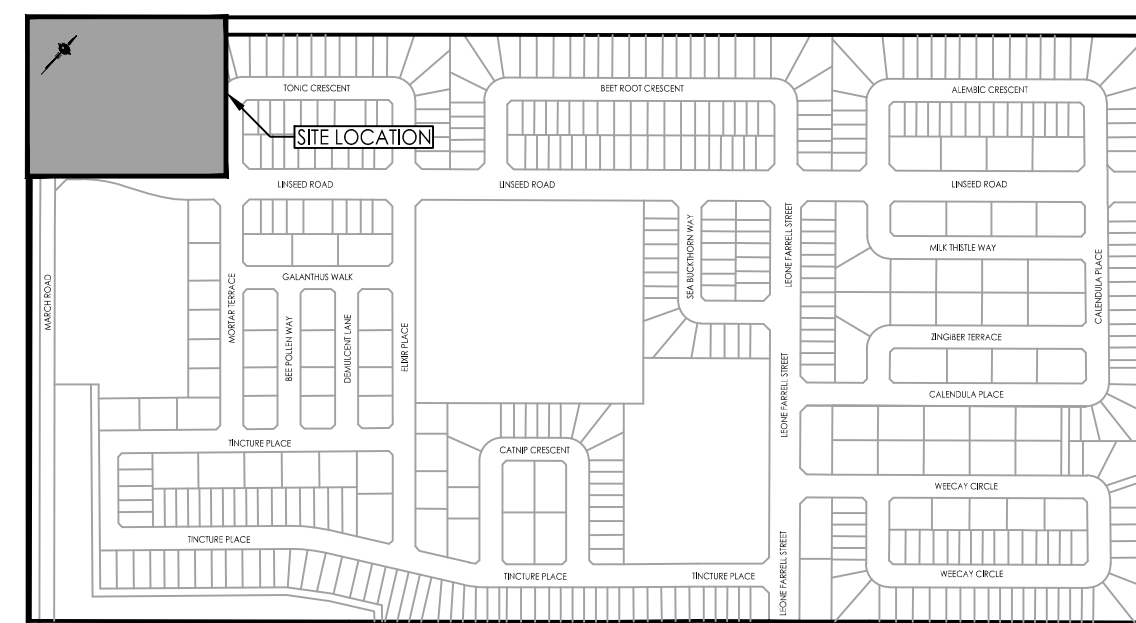 TONIC CRESCENT
BEET ROOT CRESCENT
ALEMBIC CRESCENT
SITE LOCATION
LINSEED ROAD
LINSEED ROAD
LINSEED ROAD
MARCH ROAD
MORTAR TERRACE
GALANTHUS WALK
BEE POLLEN WAY
DEMULCENT LANE
ELIXIR PLACE
SEA BUCKTHORN WAY
LEONE FARRELL STREET
MILK THISTLE WAY
CALENDULA PLACE
ZINGIBER TERRACE
LEONE FARRELL STREET
CALENDULA PLACE
TINCTURE PLACE
CATNIP CRESCENT
WEECAY CIRCLE
TINCTURE PLACE
TINCTURE PLACE
TINCTURE PLACE
LEONE FARRELL STREET
WEECAY CIRCLE